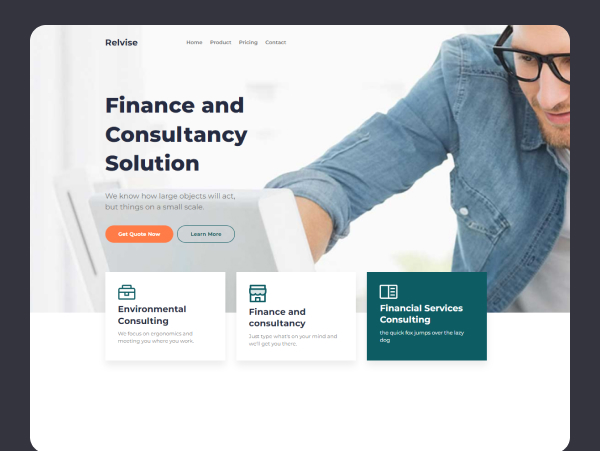 Relvise
Home Product Pricing Contact
Finance and
Consultancy
Solution
We know how large objects will act,
but things on a small scale.
Get Quote Now
Learn More
Environmental
Consulting
We focus on ergonomics and
meeting you where you work.
Finance and
consultancy
Just type what's on your mind and
we'll get you there.
Financial Services
Consulting
the quick fox jumps over the lazy
dog